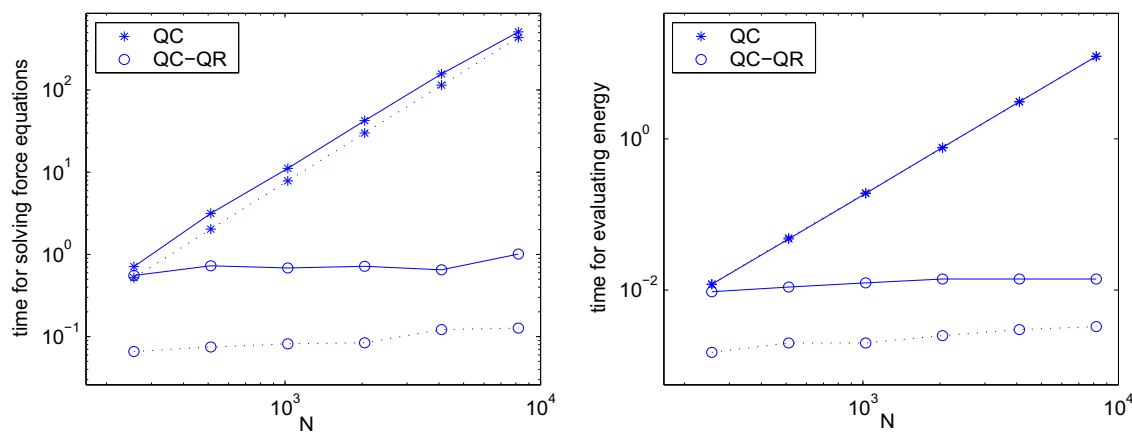 QC
QC−QR
time for solving force equations
10^2
10^1
10^0
10^−1
10^3
10^4
N
QC
QC−QR
time for evaluating energy
10^0
10^−2
10^3
10^4
N